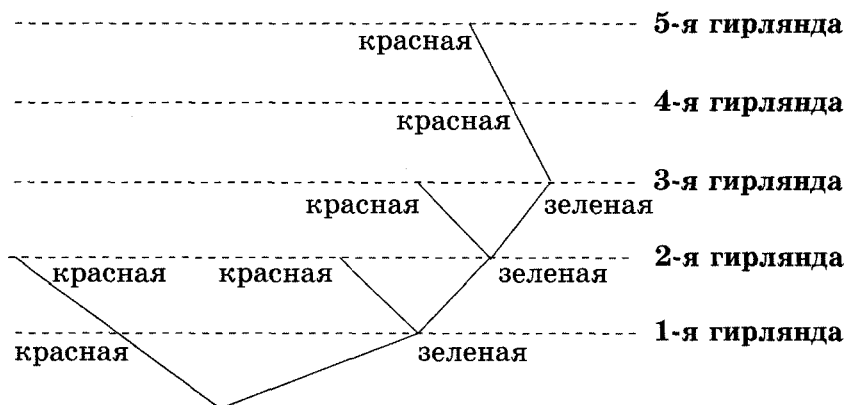 5-я гирлянда
красная
4-я гирлянда
красная
3-я гирлянда
красная зеленая
2-я гирлянда
красная красная зеленая
1-я гирлянда
красная зеленая